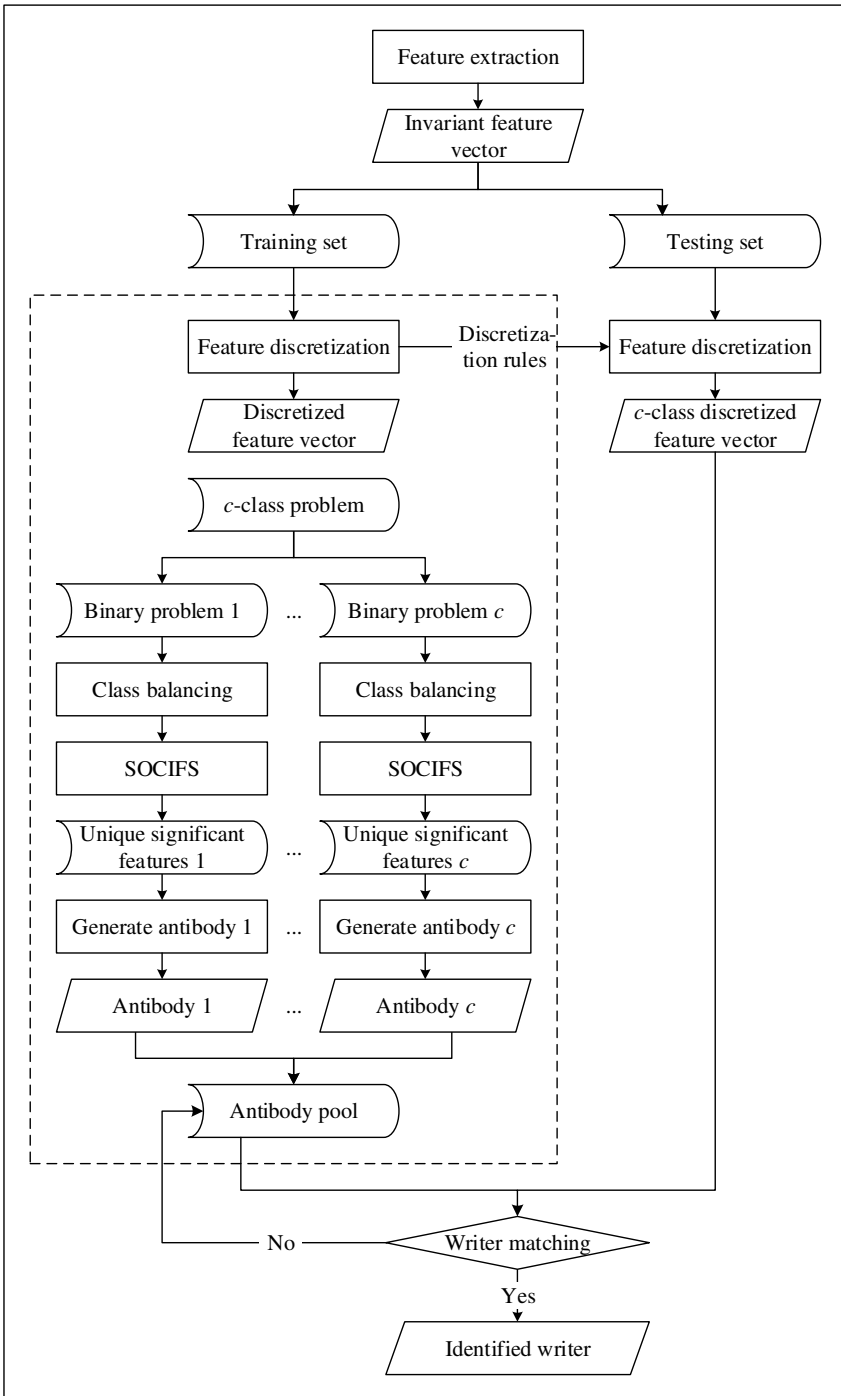 Feature extraction
Invariant feature
vector
Training set
Testing set
Feature discretization
Discretiza-
tion rules
Feature discretization
Discretized
feature vector
c-class discretized
feature vector
c-class problem
Binary problem 1
...
Binary problem c
Class balancing
Class balancing
SOCIFS
SOCIFS
Unique significant
features 1
...
Unique significant
features c
Generate antibody 1
...
Generate antibody c
Antibody 1
...
Antibody c
Antibody pool
No
Writer matching
Yes
Identified writer